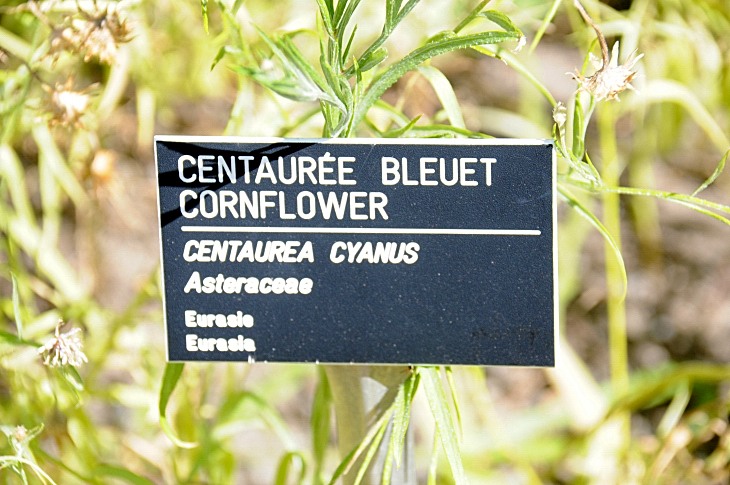 CENTAURÉE BLEUET
CORNFLOWER
CENTAUREA CYANUS
Asteraceae
Eurasie
Eurasia